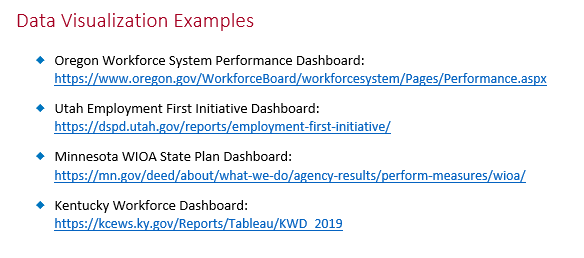 Data Visualization Examples
Oregon Workforce System Performance Dashboard:
https://www.oregon.gov/WorkforceBoard/workforcesystem/Pages/Performance.aspx
Utah Employment First Initiative Dashboard:
https://dspd.utah.gov/reports/employment-first-initiative/
Minnesota WIOA State Plan Dashboard:
https://mn.gov/deed/about/what-we-do/agency-results/perform-measures/wioa/
Kentucky Workforce Dashboard:
https://kcews.ky.gov/Reports/Tableau/KWD_2019